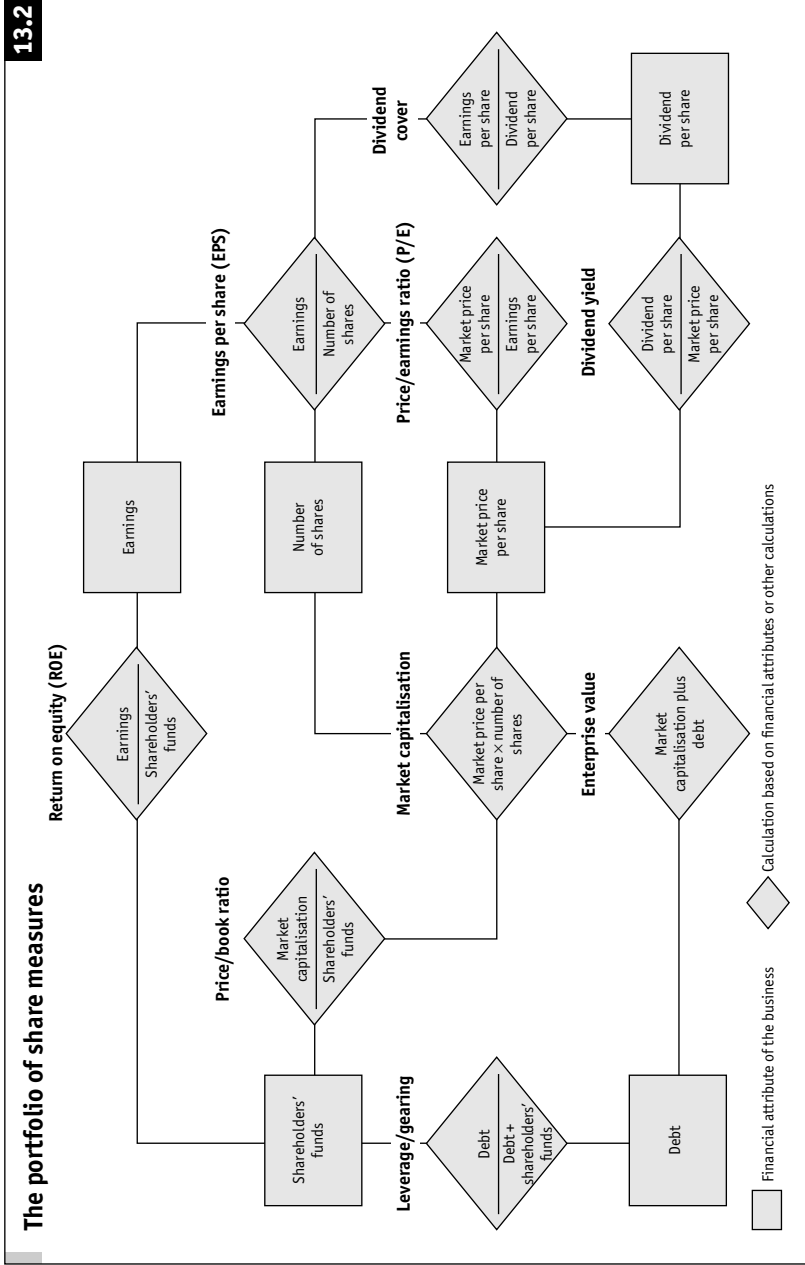 13.2
The portfolio of share measures
Return on equity (ROE)
Earnings
Shareholders’
funds
Earnings
Earnings per share (EPS)
Earnings
Number of
shares
Price/book ratio
Market
capitalisation
Shareholders’
funds
Shareholders’
funds
Number
of shares
Dividend
cover
Earnings
per share
Dividend
per share
Leverage/gearing
Debt
Debt +
shareholders’
funds
Market capitalisation
Market price per
share × number of
shares
Market price
per share
Price/earnings ratio (P/E)
Market price
per share
Earnings
per share
Enterprise value
Market
capitalisation plus
debt
Debt
Dividend yield
Dividend
per share
Market price
per share
Dividend
per share
Financial attribute of the business
Calculation based on financial attributes or other calculations